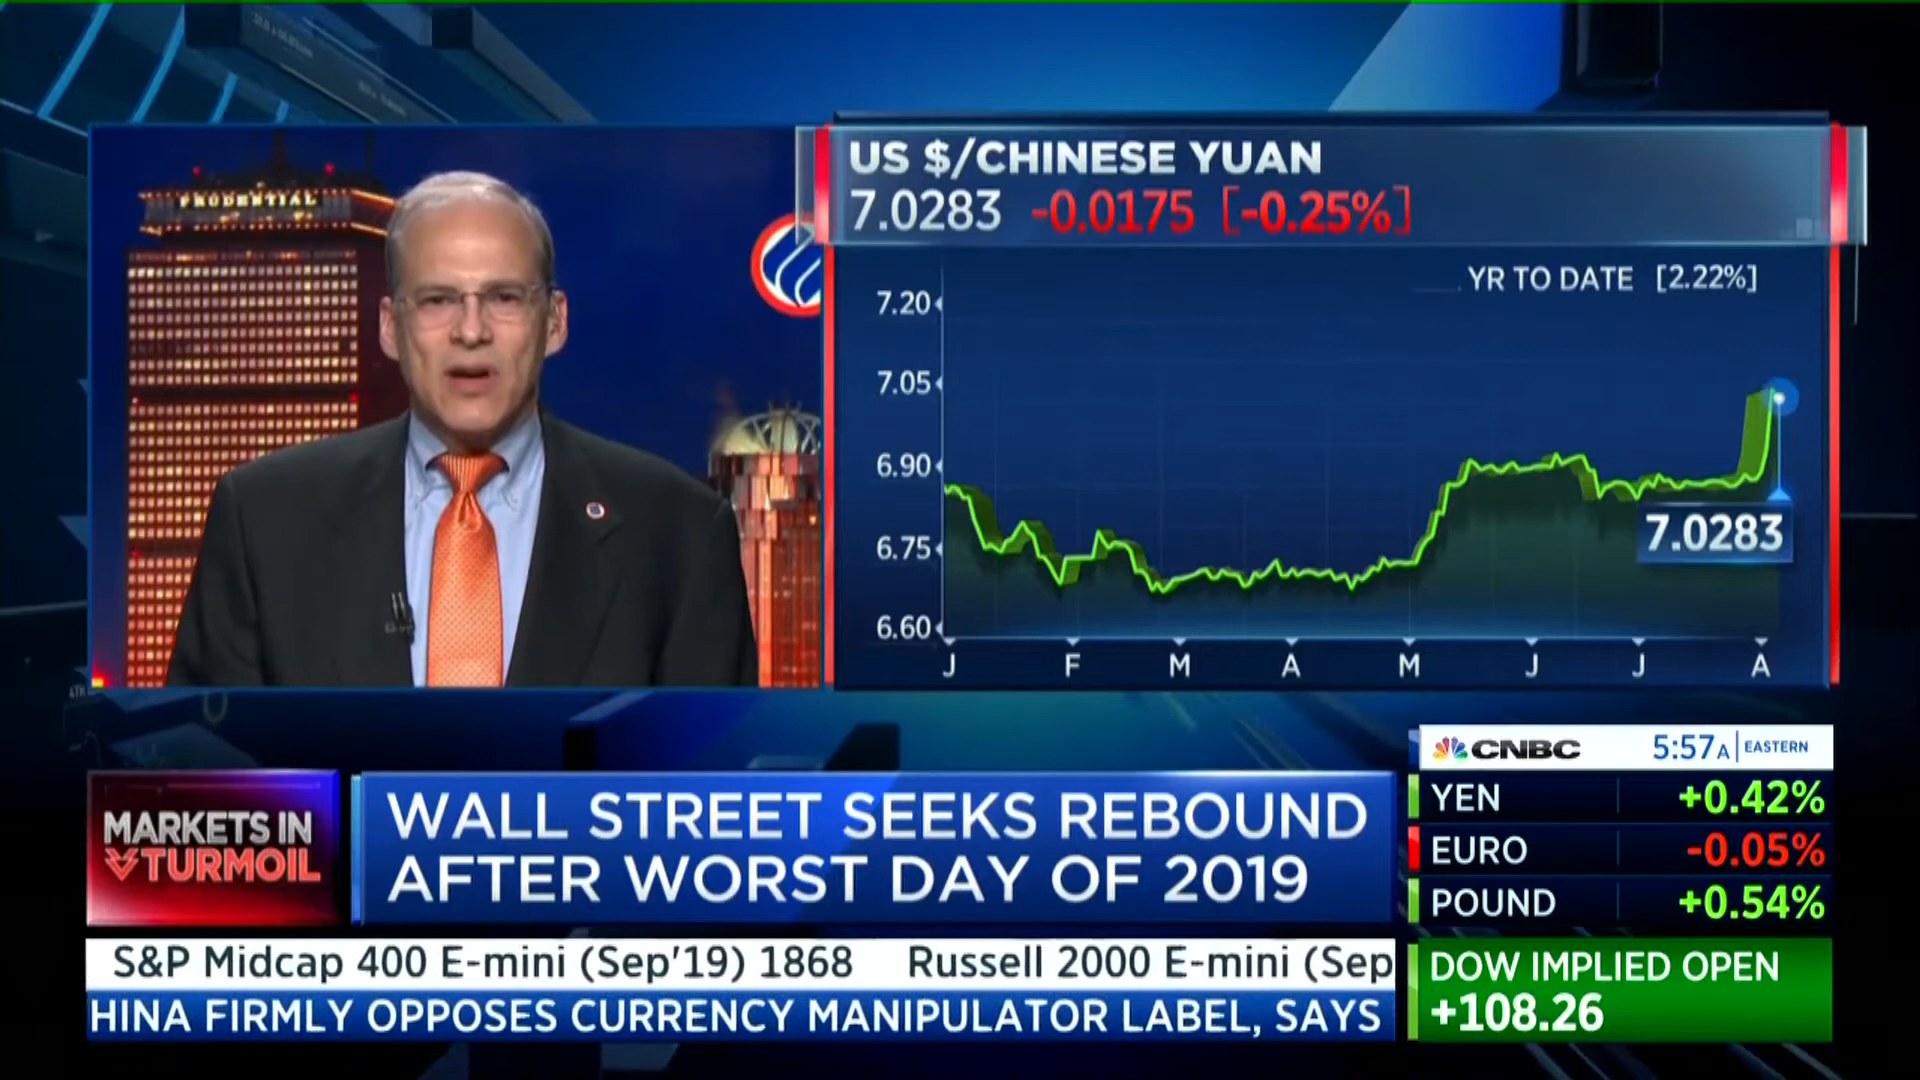 PRUDENTIAL
US $/CHINESE YUAN
7.0283 -0.0175 [-0.25%]
YR TO DATE [2.22%]
7.20
7.05
6.90
6.75
6.60
7.0283
J F M A M J J A
CNBC 5:57A EASTERN
YEN +0.42%
EURO -0.05%
POUND +0.54%
DOW IMPLIED OPEN
+108.26
MARKETS IN
TURMOIL
WALL STREET SEEKS REBOUND
AFTER WORST DAY OF 2019
S&P Midcap 400 E-mini (Sep'19) 1868 Russell 2000 E-mini (Sep
HINA FIRMLY OPPOSES CURRENCY MANIPULATOR LABEL, SAYS